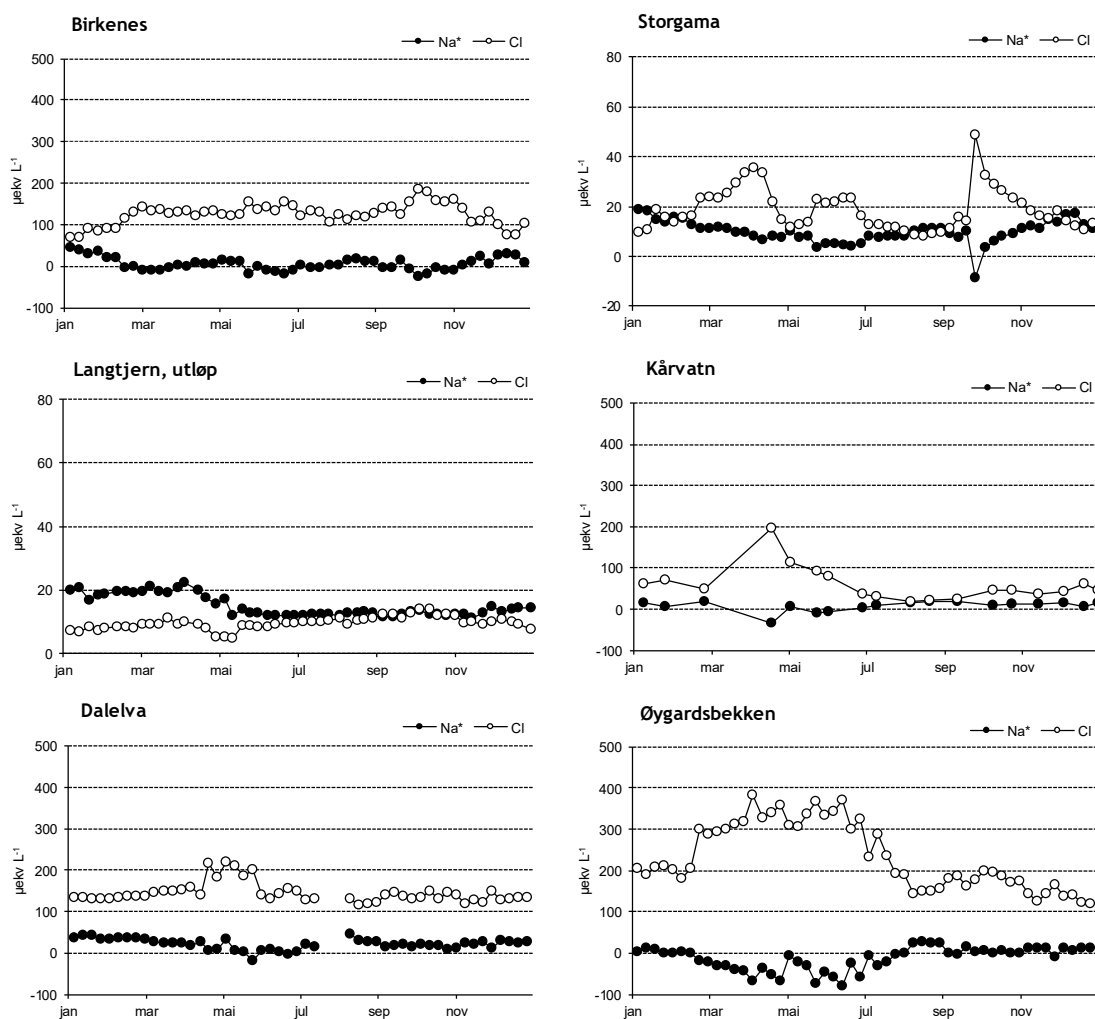 Birkenes
Na* Cl
500
400
300
200
100
0
-100
µekv L-1
jan mar mai jul sep nov
Storgama
Na* Cl
80
60
40
20
0
-20
µekv L-1
jan mar mai jul sep nov
Langtjern, utløp
Na* Cl
80
60
40
20
0
µekv L-1
jan mar mai jul sep nov
Kårvatn
Na* Cl
500
400
300
200
100
0
-100
µekv L-1
jan mar mai jul sep nov
Dalelva
Na* Cl
500
400
300
200
100
0
-100
µekv L-1
jan mar mai jul sep nov
Øygardsbekken
Na* Cl
500
400
300
200
100
0
-100
µekv L-1
jan mar mai jul sep nov